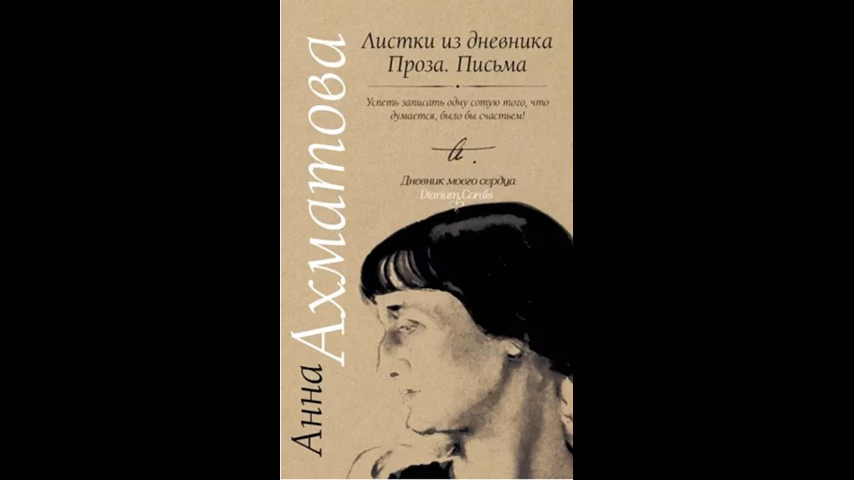 Анна
Ахматова
Листки из дневника
Проза. Письма
Успеть записать одну сотую того, что
думается, было бы счастьем!
Дневник моего сердца
Diarium Cordis